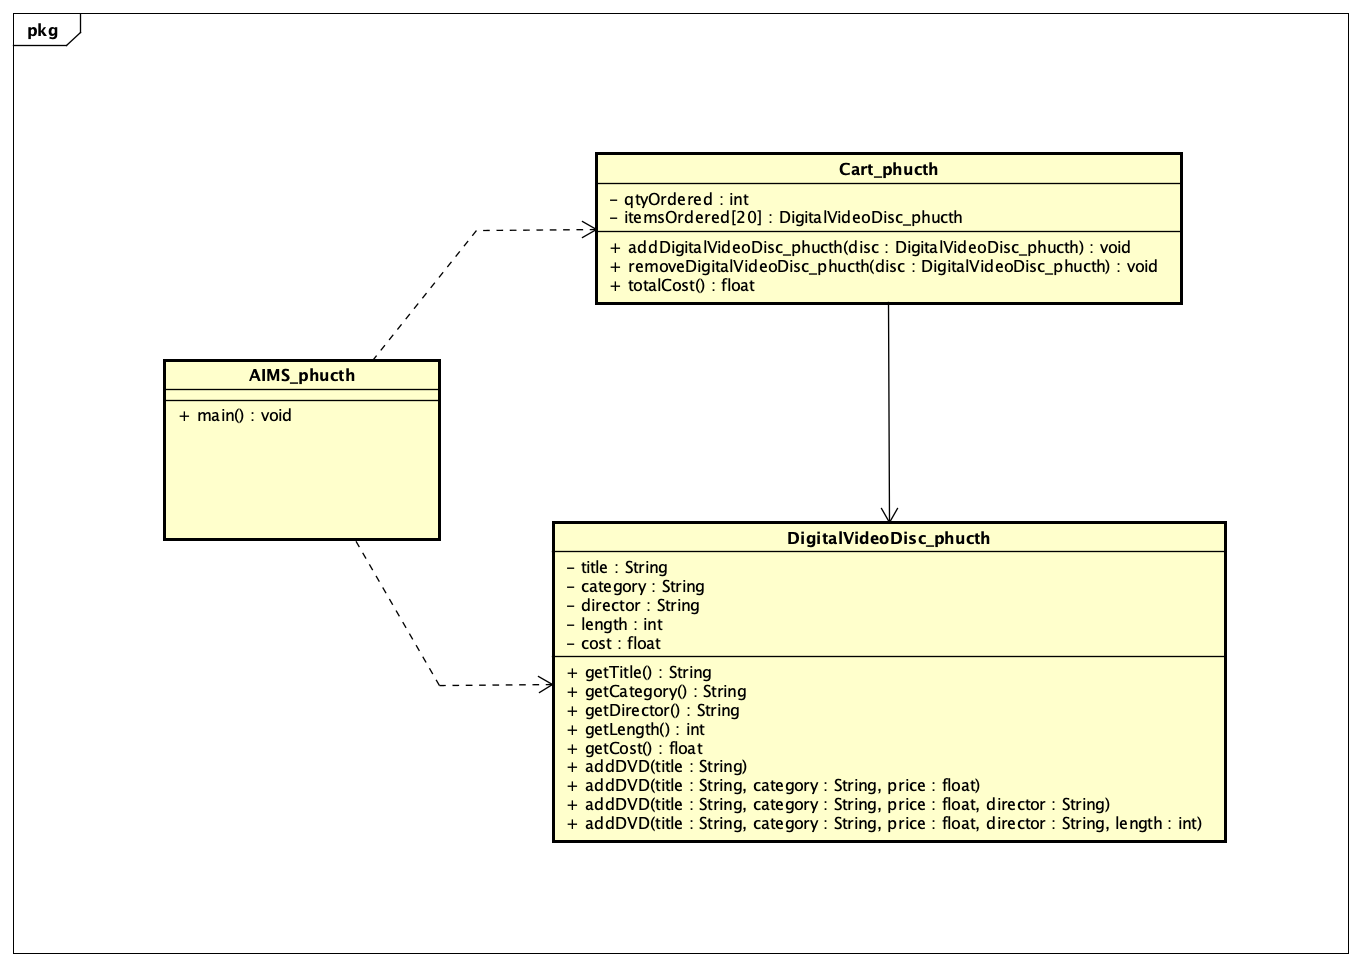 pkg
Cart_phucth
- qtyOrdered : int
- itemsOrdered[20] : DigitalVideoDisc_phucth
+ addDigitalVideoDisc_phucth(disc : DigitalVideoDisc_phucth) : void
+ removeDigitalVideoDisc_phucth(disc : DigitalVideoDisc_phucth) : void
+ totalCost() : float
AIMS_phucth
+ main() : void
DigitalVideoDisc_phucth
- title : String
- category : String
- director : String
- length : int
- cost : float
+ getTitle() : String
+ getCategory() : String
+ getDirector() : String
+ getLength() : int
+ getCost() : float
+ addDVD(title : String)
+ addDVD(title : String, category : String, price : float)
+ addDVD(title : String, category : String, price : float, director : String)
+ addDVD(title : String, category : String, price : float, director : String, length : int)